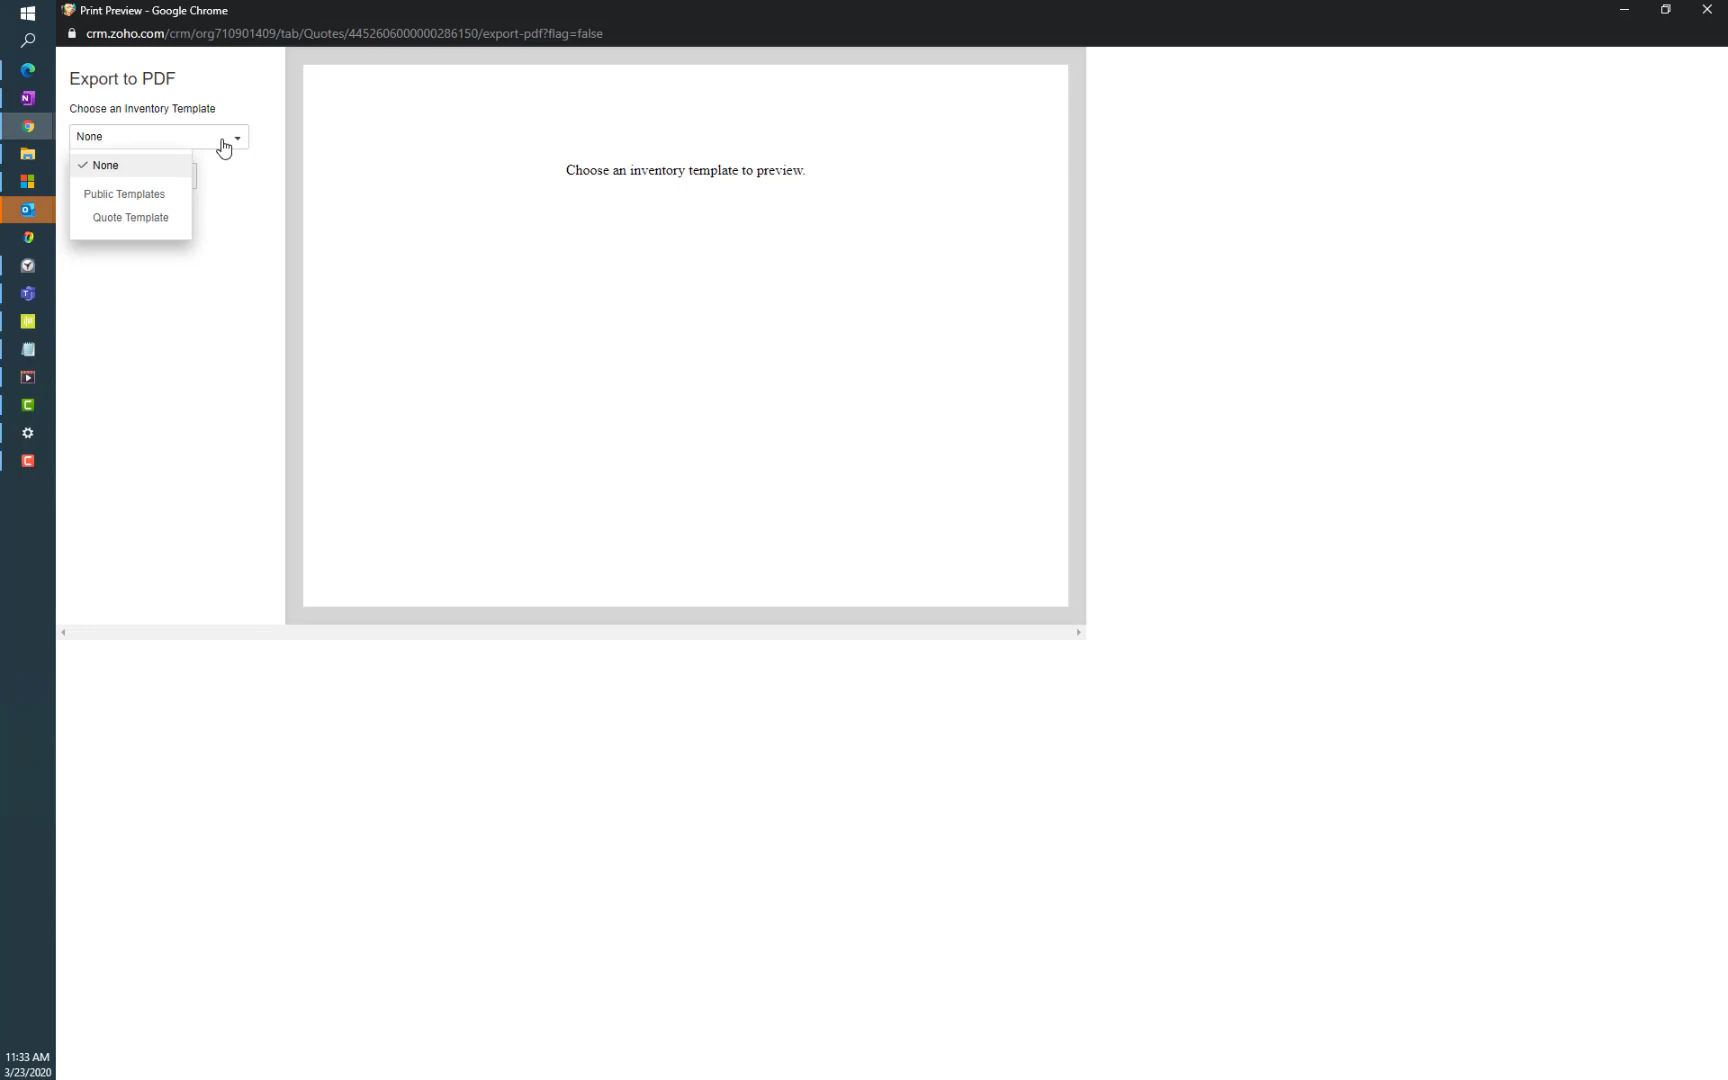 Print Preview - Google Chrome
crm.zoho.com/crm/org710901409/tab/Quotes/4452606000000286150/export-pdf?flag=false
Export to PDF
Choose an Inventory Template
None
None
Public Templates
Quote Template
Choose an inventory template to preview.
11:33 AM
3/23/2020